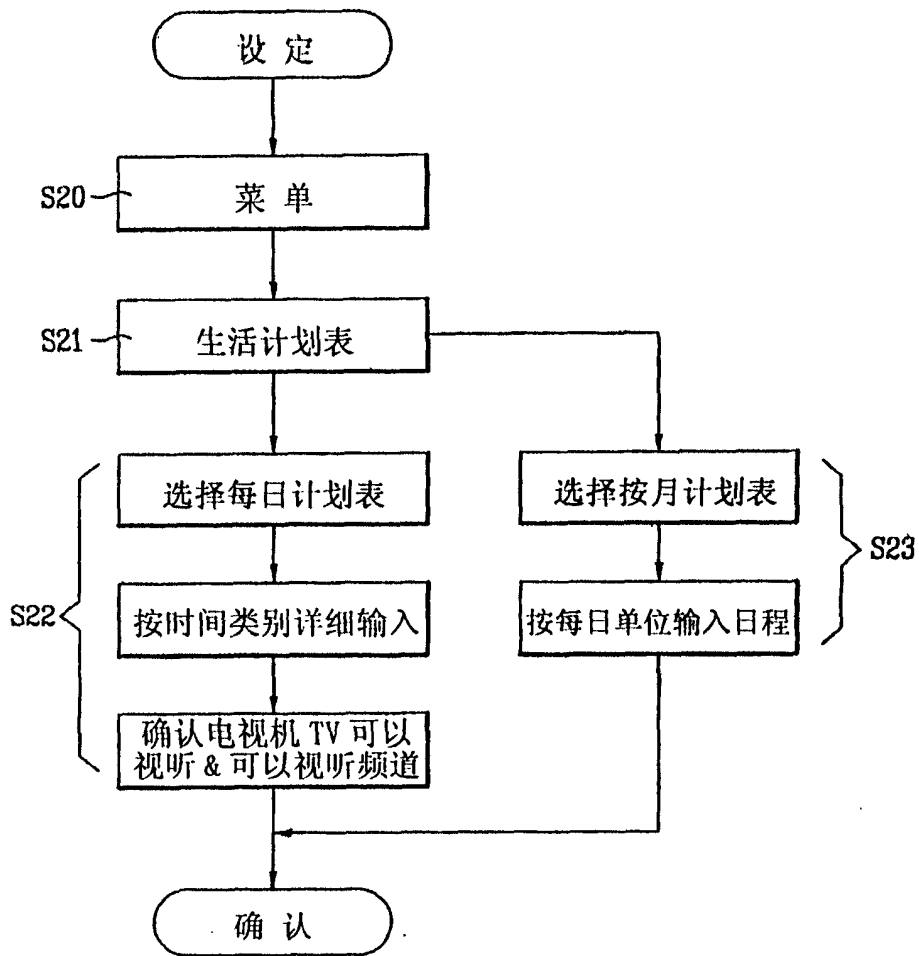 设定
S20
菜单
S21
生活计划表
选择每日计划表
选择按月计划表
S22
S23
按时间类别详细输入
按每日单位输入日程
确认电视机 TV 可以
视听 & 可以视听频道
确认